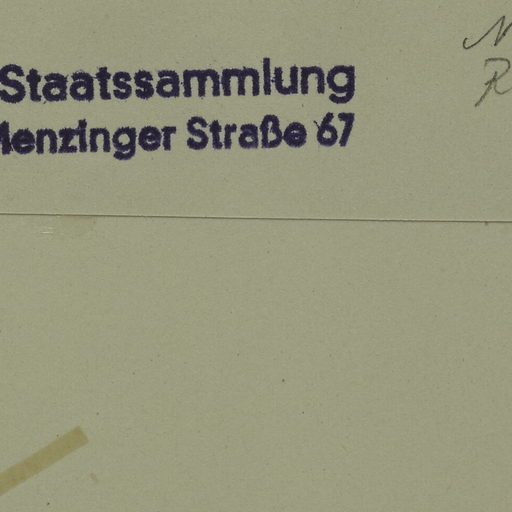 Staatssammlung
Menzinger Straße 67